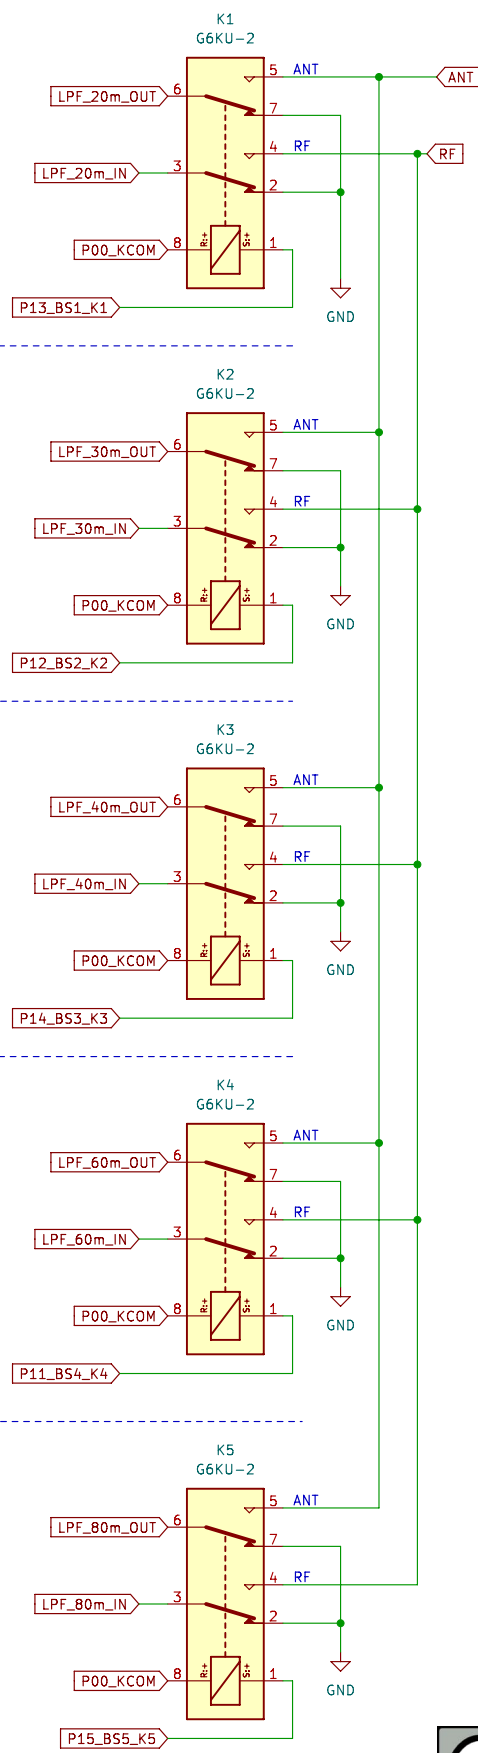 K1
G6KU-2
5 ANT
ANT
LPF_20m_OUT 6
7
4 RF
RF
LPF_20m_IN 3
2
R:+ S:+
P00_KCOM 8
1
P13_BS1_K1
GND
K2
G6KU-2
5 ANT
LPF_30m_OUT 6
7
4 RF
LPF_30m_IN 3
2
R:+ S:+
P00_KCOM 8
1
GND
P12_BS2_K2
K3
G6KU-2
5 ANT
LPF_40m_OUT 6
7
4 RF
LPF_40m_IN 3
2
R:+ S:+
P00_KCOM 8
1
GND
P14_BS3_K3
K4
G6KU-2
5 ANT
LPF_60m_OUT 6
7
4 RF
LPF_60m_IN 3
2
R:+ S:+
P00_KCOM 8
1
GND
P11_BS4_K4
K5
G6KU-2
5 ANT
LPF_80m_OUT 6
7
4 RF
LPF_80m_IN 3
2
R:+ S:+
P00_KCOM 8
1
GND
P15_BS5_K5